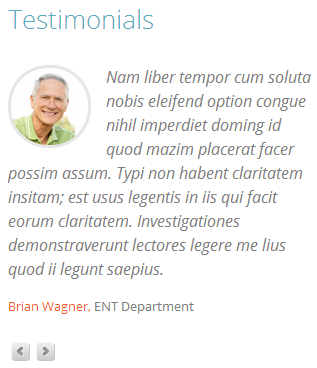 Testimonials
Nam liber tempor cum soluta
nobis eleifend option congue
nihil imperdiet doming id
quod mazim placerat facer
possim assum. Typi non habent claritatem
insitam; est usus legentis in iis qui facit
eorum claritatem. Investigationes
demonstraverunt lectores legere me lius
quod ii legunt saepius.
Brian Wagner, ENT Department